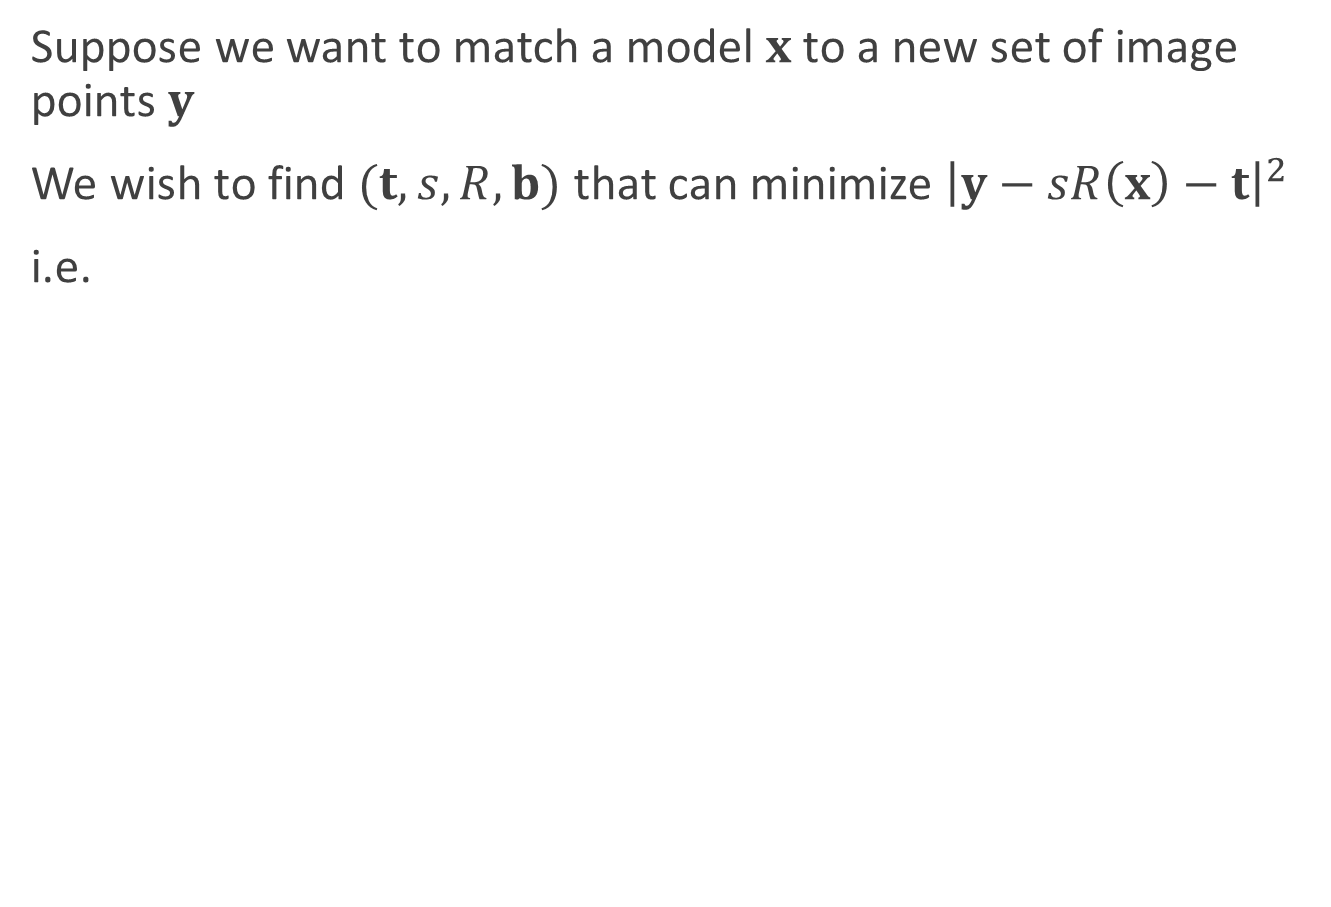 Suppose we want to match a model x to a new set of image
points y
We wish to find (t, s, R, b) that can minimize |y − sR(x) − t|²
i.e.